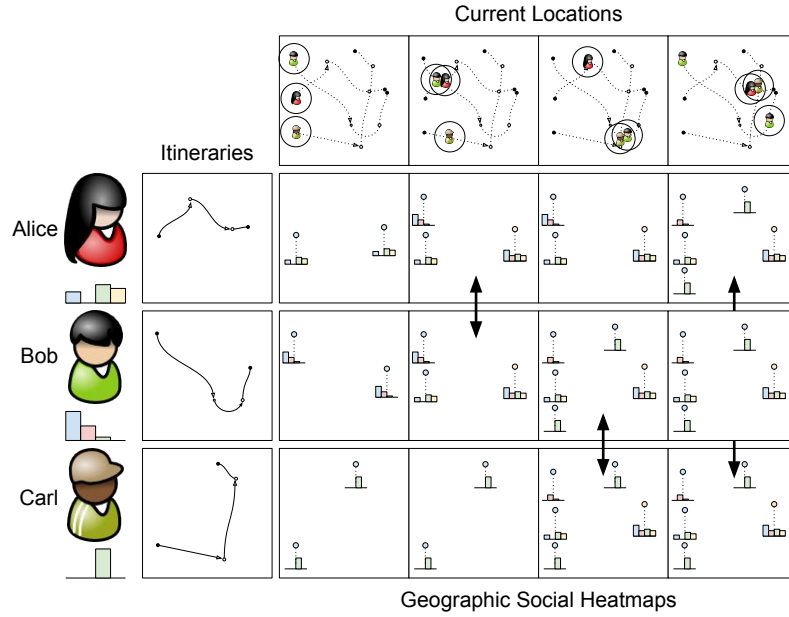 Current Locations
Itineraries
Alice
Bob
Carl
Geographic Social Heatmaps